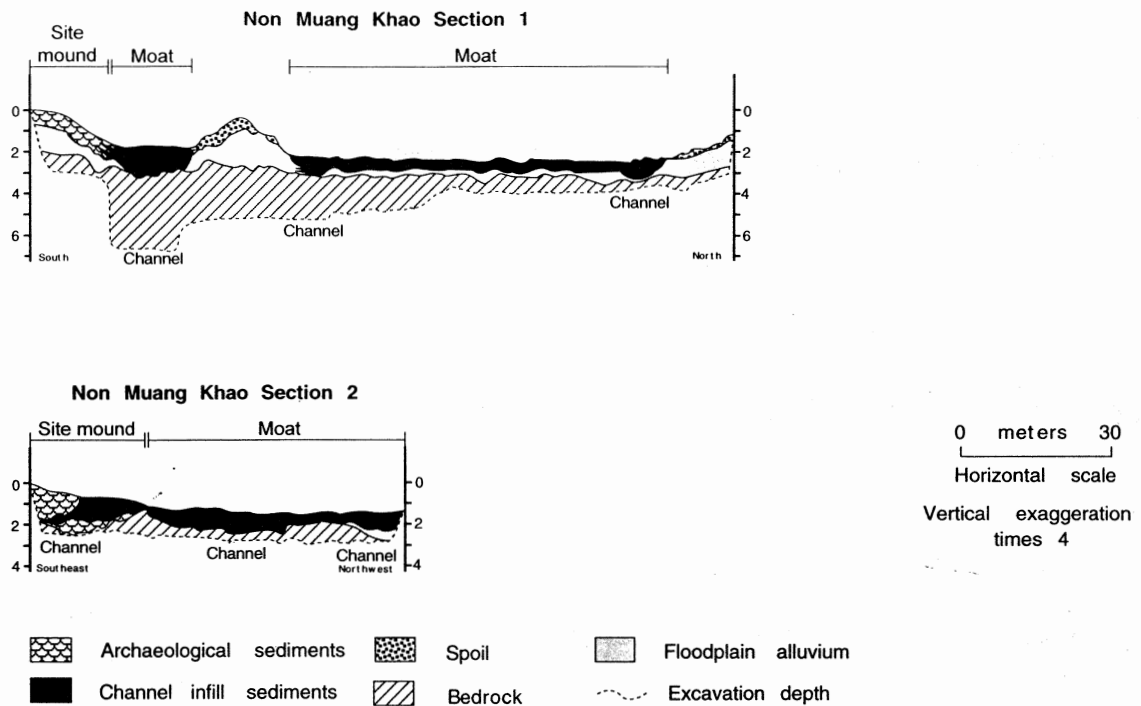 Non Muang Khao Section 1
Site
mound
Moat
Moat
0
2
4
6
0
2
4
6
South
North
Channel
Channel
Channel
Non Muang Khao Section 2
Site mound
Moat
0
2
4
0
2
4
Channel
Channel
Channel
Southeast
Northwest
0 meters 30
Horizontal scale
Vertical exaggeration
times 4
Archaeological sediments
Spoil
Floodplain alluvium
Channel infill sediments
Bedrock
Excavation depth